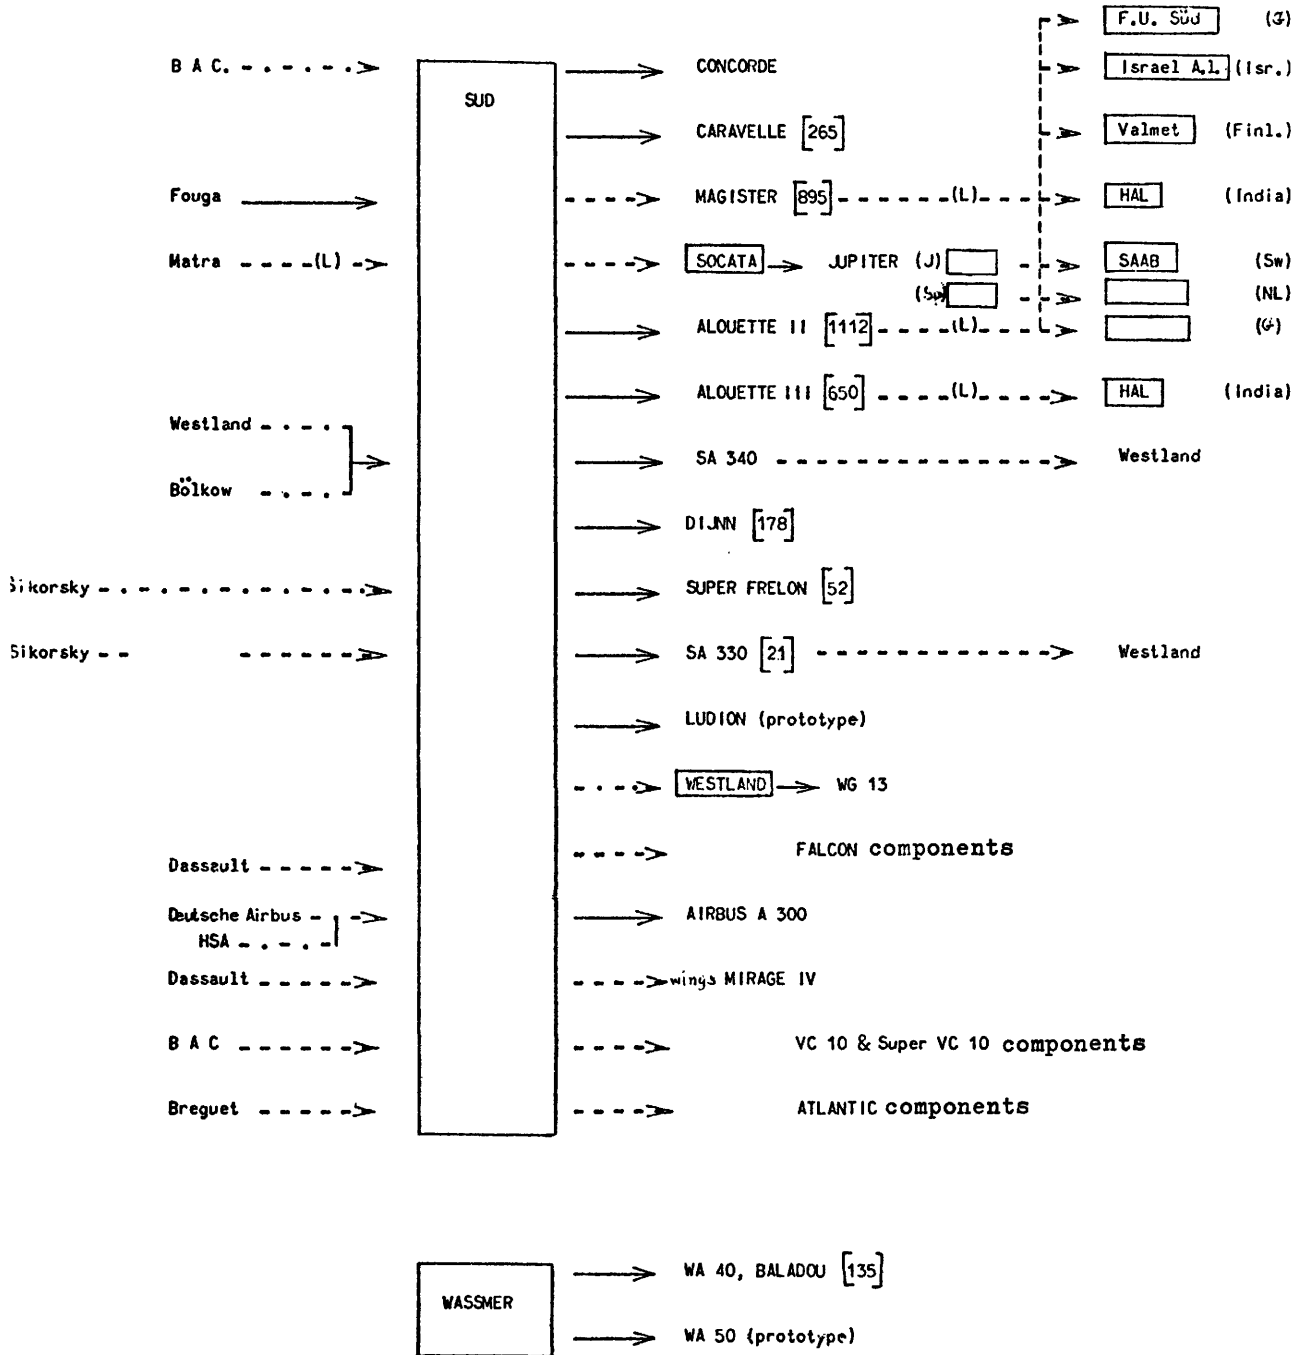 F.U. Süd (G)
B A C. CONCORDE Israel A.I. (Isr.)
SUD
CARAVELLE [265] Valmet (Finl.)
Fouga MAGISTER [895] (L) HAL (India)
Matra (L) SOCATA JUPITER (J) SAAB (Sw)
(Sp) (NL)
ALOUETTE II [1112] (L) (G)
ALOUETTE III [650] (L) HAL (India)
Westland
SA 340 Westland
Bölkow
DIJNN [178]
Sikorsky SUPER FRELON [52]
Sikorsky SA 330 [21] Westland
LUDION (prototype)
WESTLAND WG 13
FALCON components
Dassault
Deutsche Airbus AIRBUS A 300
HSA
Dassault wings MIRAGE IV
B A C VC 10 & Super VC 10 components
Breguet ATLANTIC components
WA 40, BALADOU [135]
WASSMER
WA 50 (prototype)